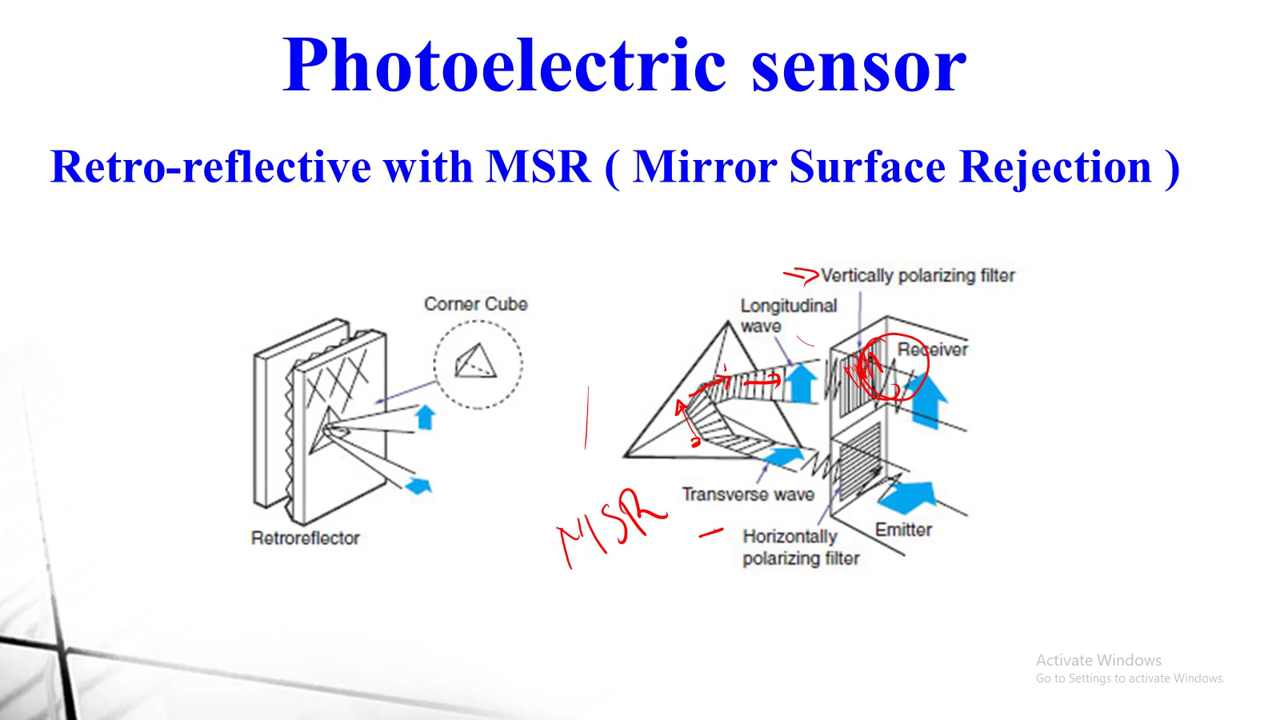 Photoelectric sensor
Retro-reflective with MSR ( Mirror Surface Rejection )
Corner Cube
Retroreflector
Vertically polarizing filter
Longitudinal
wave
Receiver
Transverse wave
Emitter
Horizontally
polarizing filter
MSR
Activate Windows
Go to Settings to activate Windows.